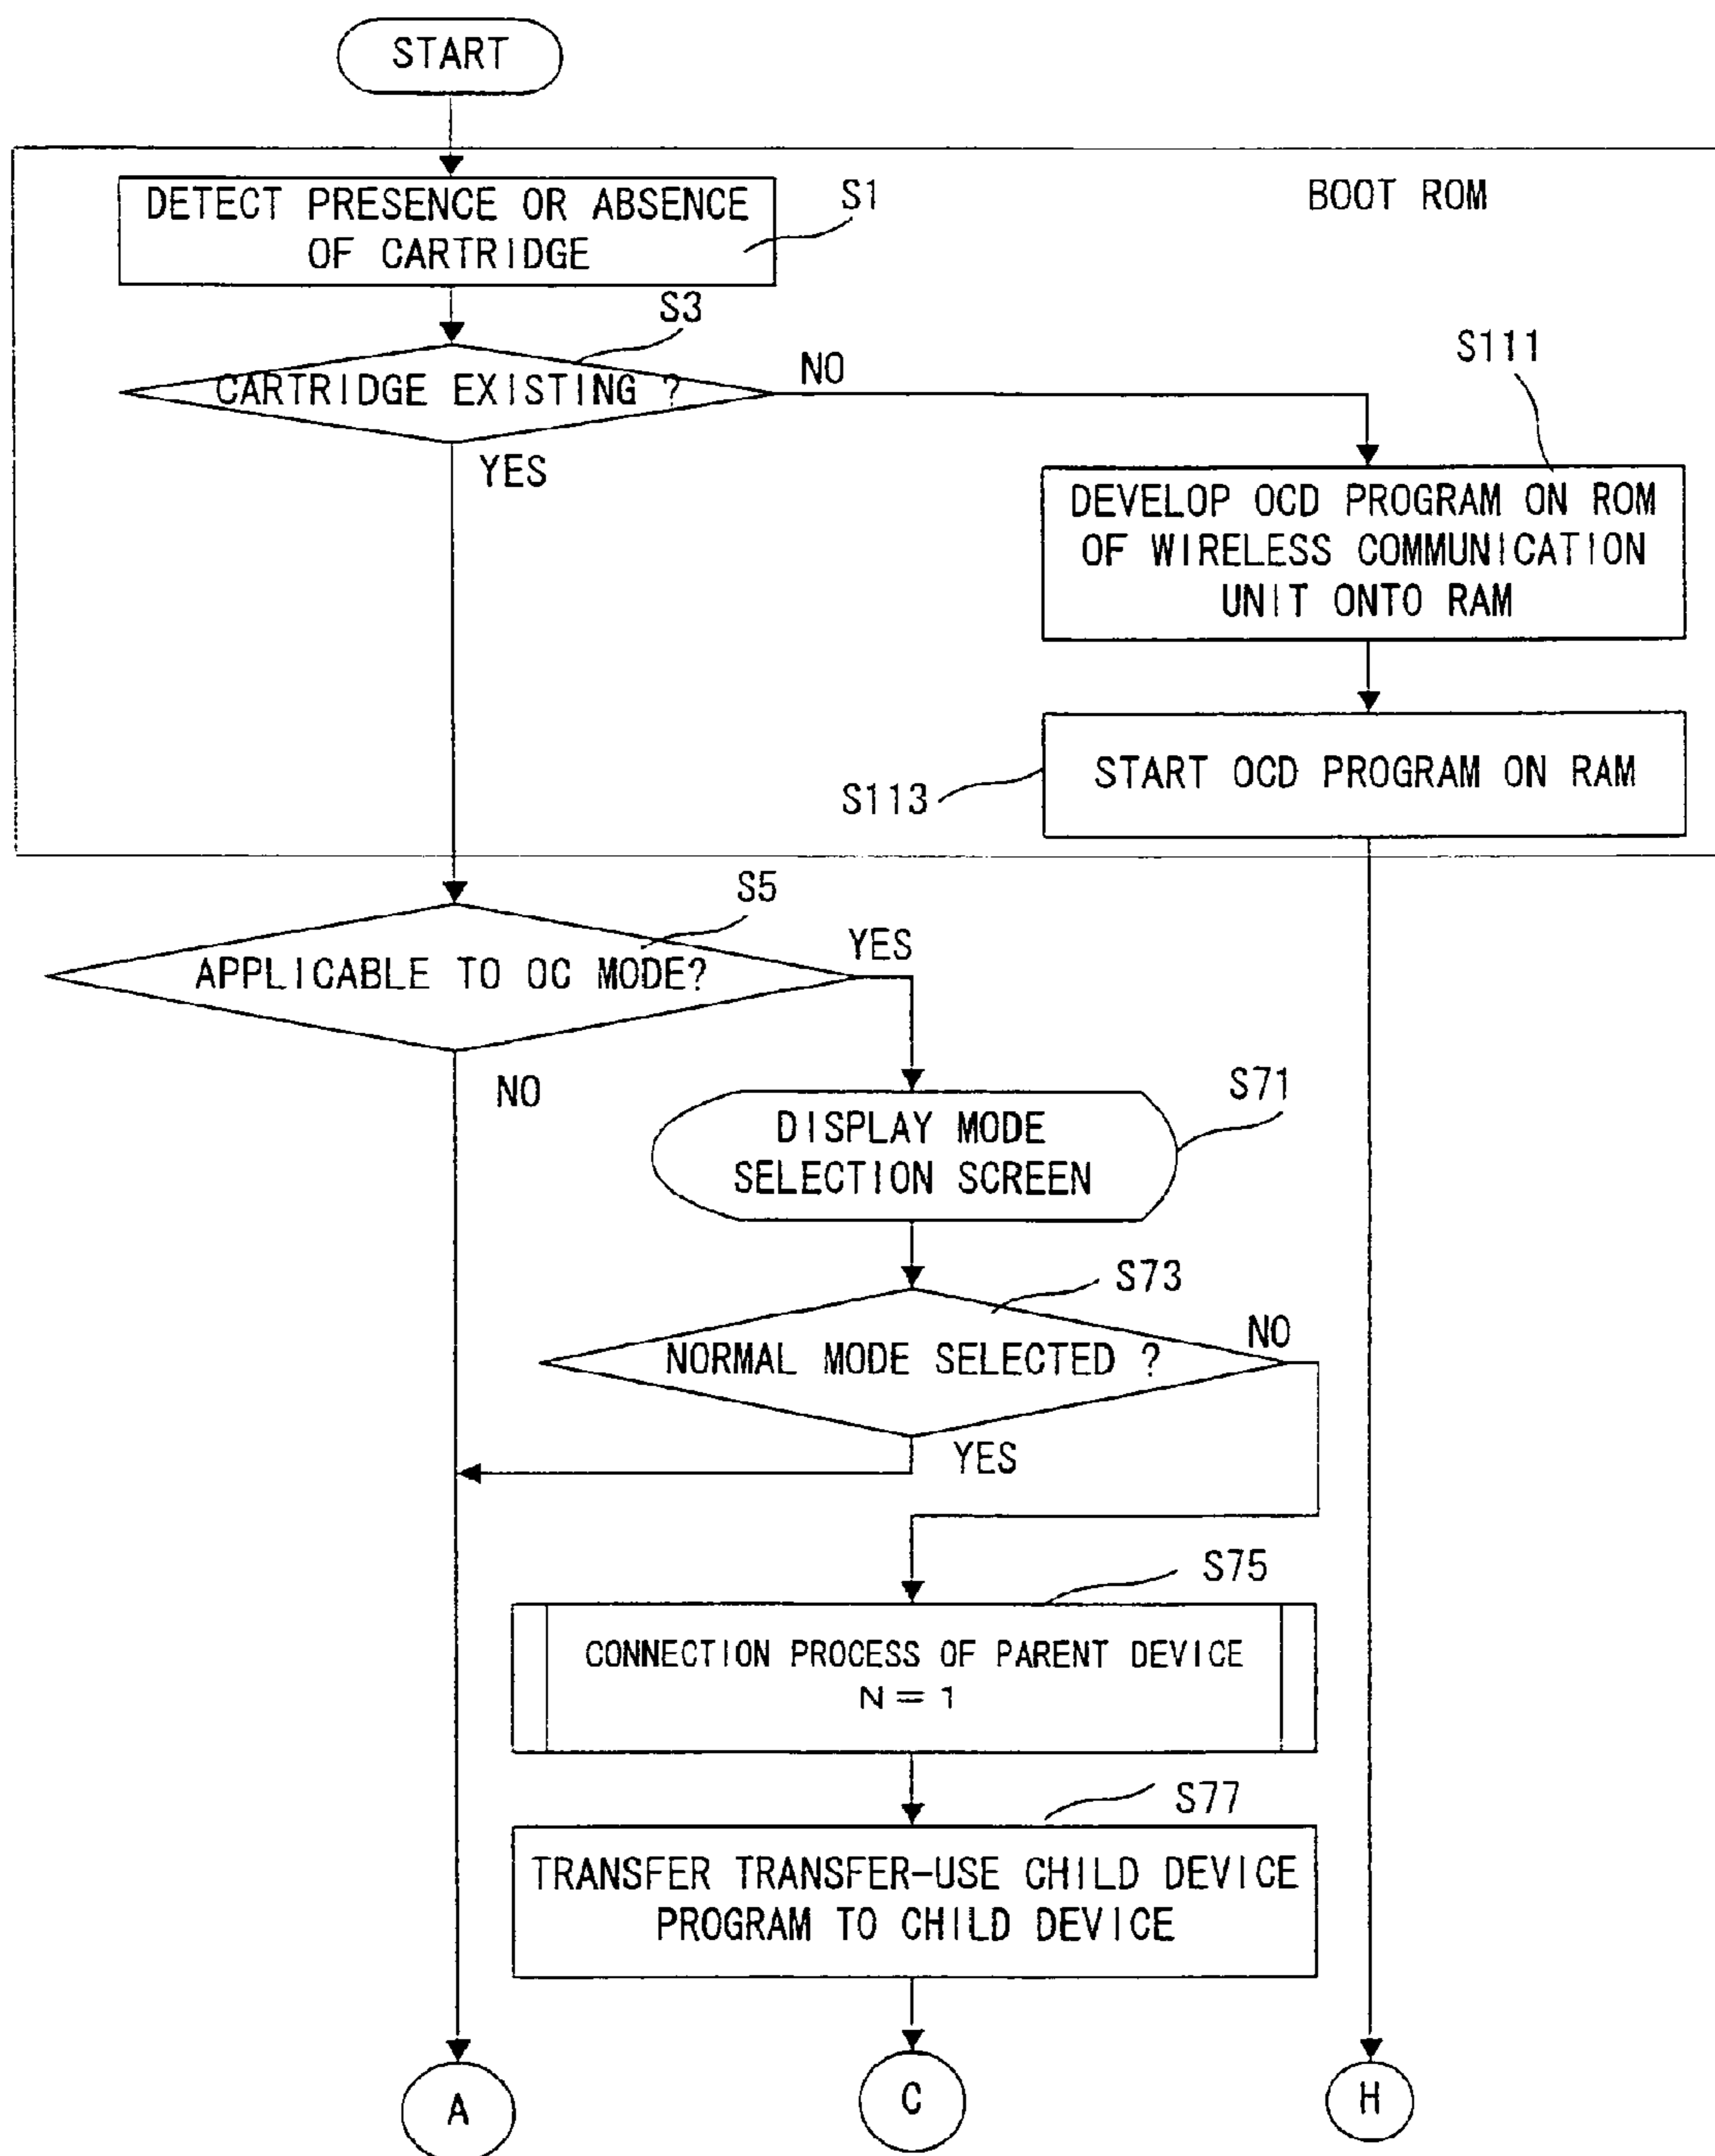 START
BOOT ROM
DETECT PRESENCE OR ABSENCE
OF CARTRIDGE
S1
S3
CARTRIDGE EXISTING ?
NO
YES
S111
DEVELOP OCD PROGRAM ON ROM
OF WIRELESS COMMUNICATION
UNIT ONTO RAM
START OCD PROGRAM ON RAM
S113
S5
APPLICABLE TO OC MODE?
YES
NO
S71
DISPLAY MODE
SELECTION SCREEN
S73
NORMAL MODE SELECTED ?
NO
YES
S75
CONNECTION PROCESS OF PARENT DEVICE
N = 1
S77
TRANSFER TRANSFER-USE CHILD DEVICE
PROGRAM TO CHILD DEVICE
A
C
H